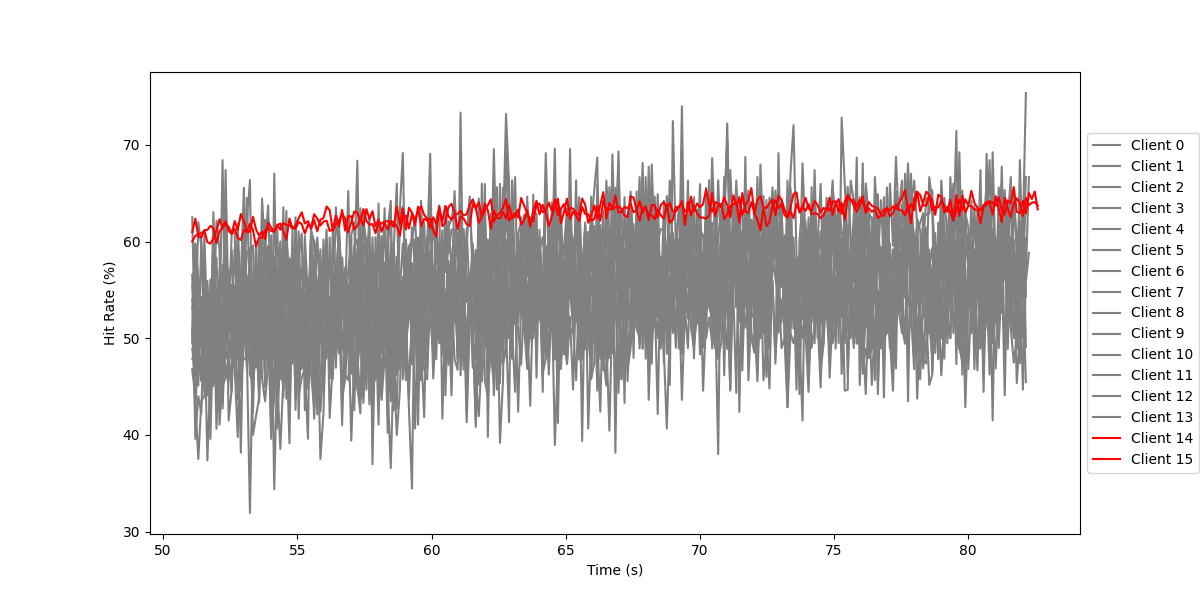 Hit Rate (%)
70
60
50
40
30
50
55
60
65
70
75
80
Time (s)
Client 0
Client 1
Client 2
Client 3
Client 4
Client 5
Client 6
Client 7
Client 8
Client 9
Client 10
Client 11
Client 12
Client 13
Client 14
Client 15